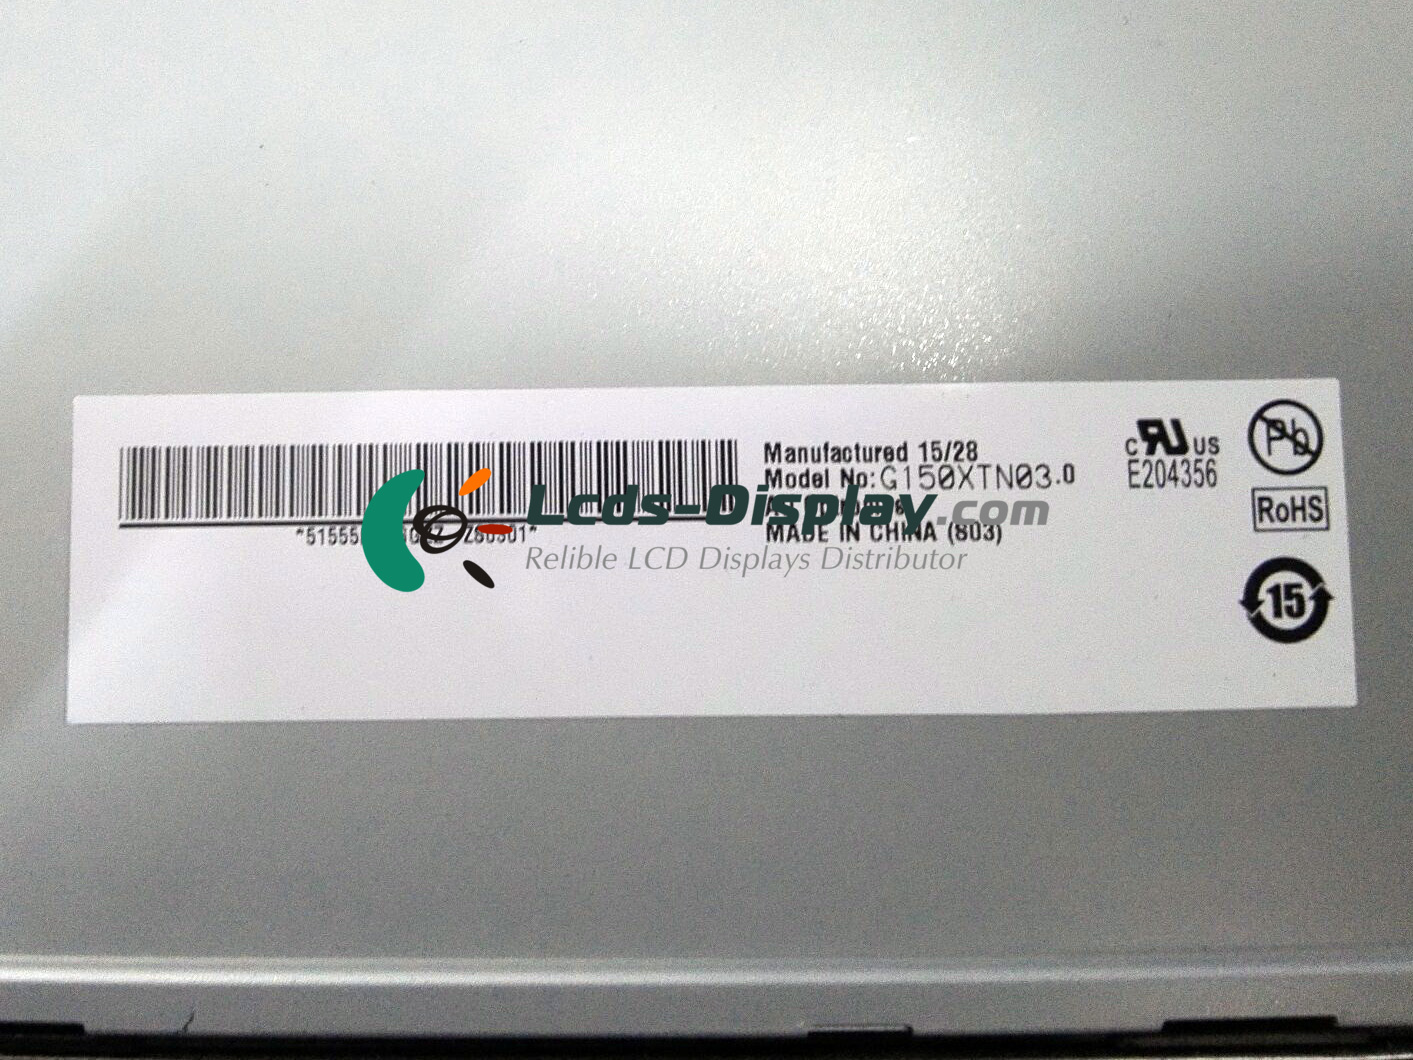 Manufactured 15/28
Model No:G150XTN03.0
MADE IN CHINA (803)
Lcds-Display.com
Relible LCD Displays Distributor
C RU US
E204356
Pb
RoHS
15